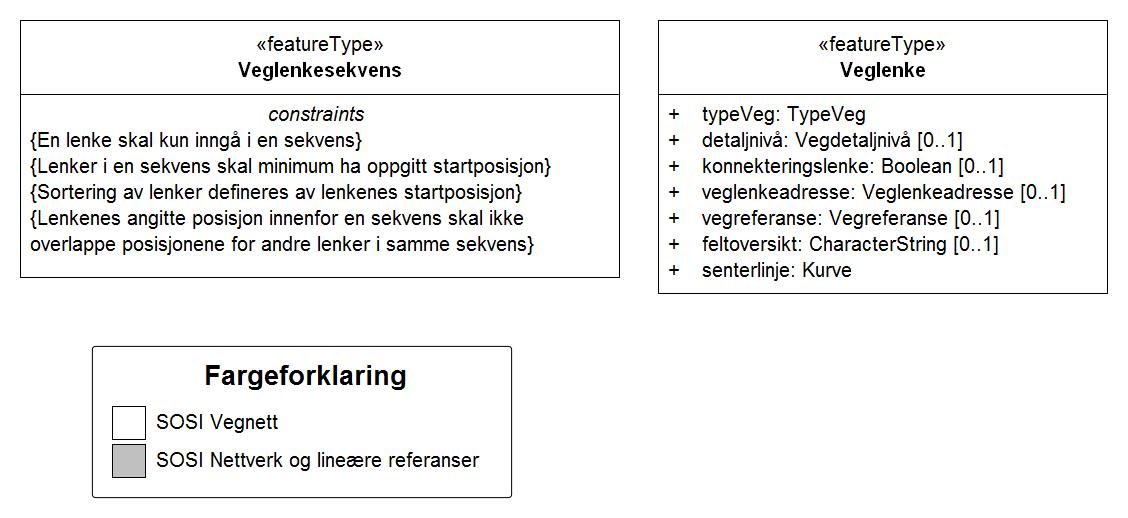 «featureType»
Veglenkesekvens
constraints
{En lenke skal kun inngå i en sekvens}
{Lenker i en sekvens skal minimum ha oppgitt startposisjon}
{Sortering av lenker defineres av lenkenes startposisjon}
{Lenkenes angitte posisjon innenfor en sekvens skal ikke
overlappe posisjonene for andre lenker i samme sekvens}
«featureType»
Veglenke
+ typeVeg: TypeVeg
+ detaljnivå: Vegdetaljnivå [0..1]
+ konnekteringslenke: Boolean [0..1]
+ veglenkeadresse: Veglenkeadresse [0..1]
+ vegreferanse: Vegreferanse [0..1]
+ feltoversikt: CharacterString [0..1]
+ senterlinje: Kurve
Fargeforklaring
SOSI Vegnett
SOSI Nettverk og lineære referanser